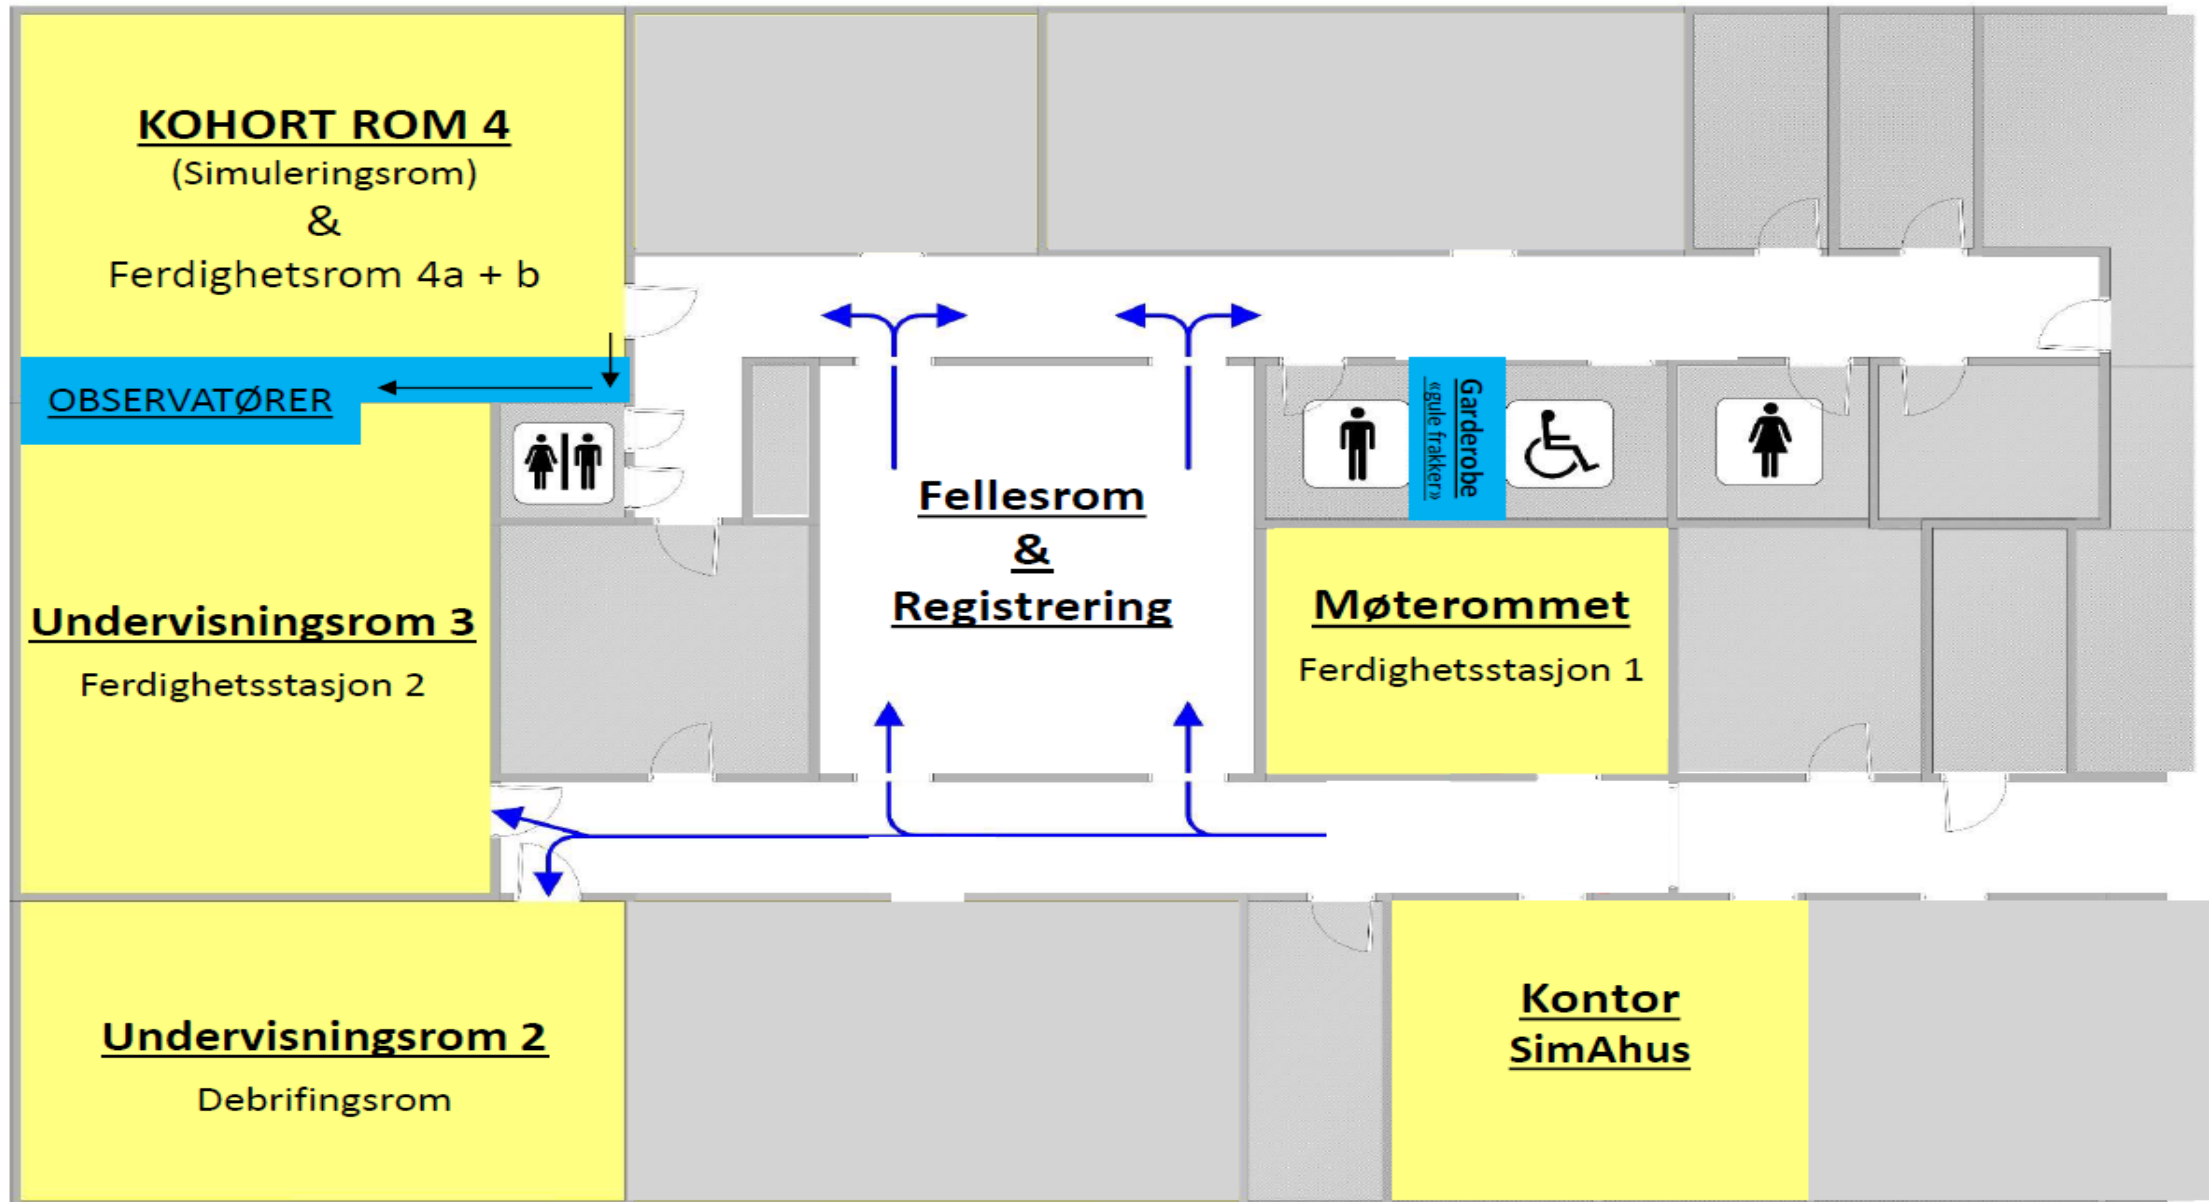 KOHORT ROM 4
(Simuleringsrom)
&
Ferdighetsrom 4a + b
OBSERVATØRER
Garderobe
«gule frakker»
Fellesrom
&
Registrering
Undervisningsrom 3
Ferdighetsstasjon 2
Møterommet
Ferdighetsstasjon 1
Undervisningsrom 2
Debrifingsrom
Kontor
SimAhus